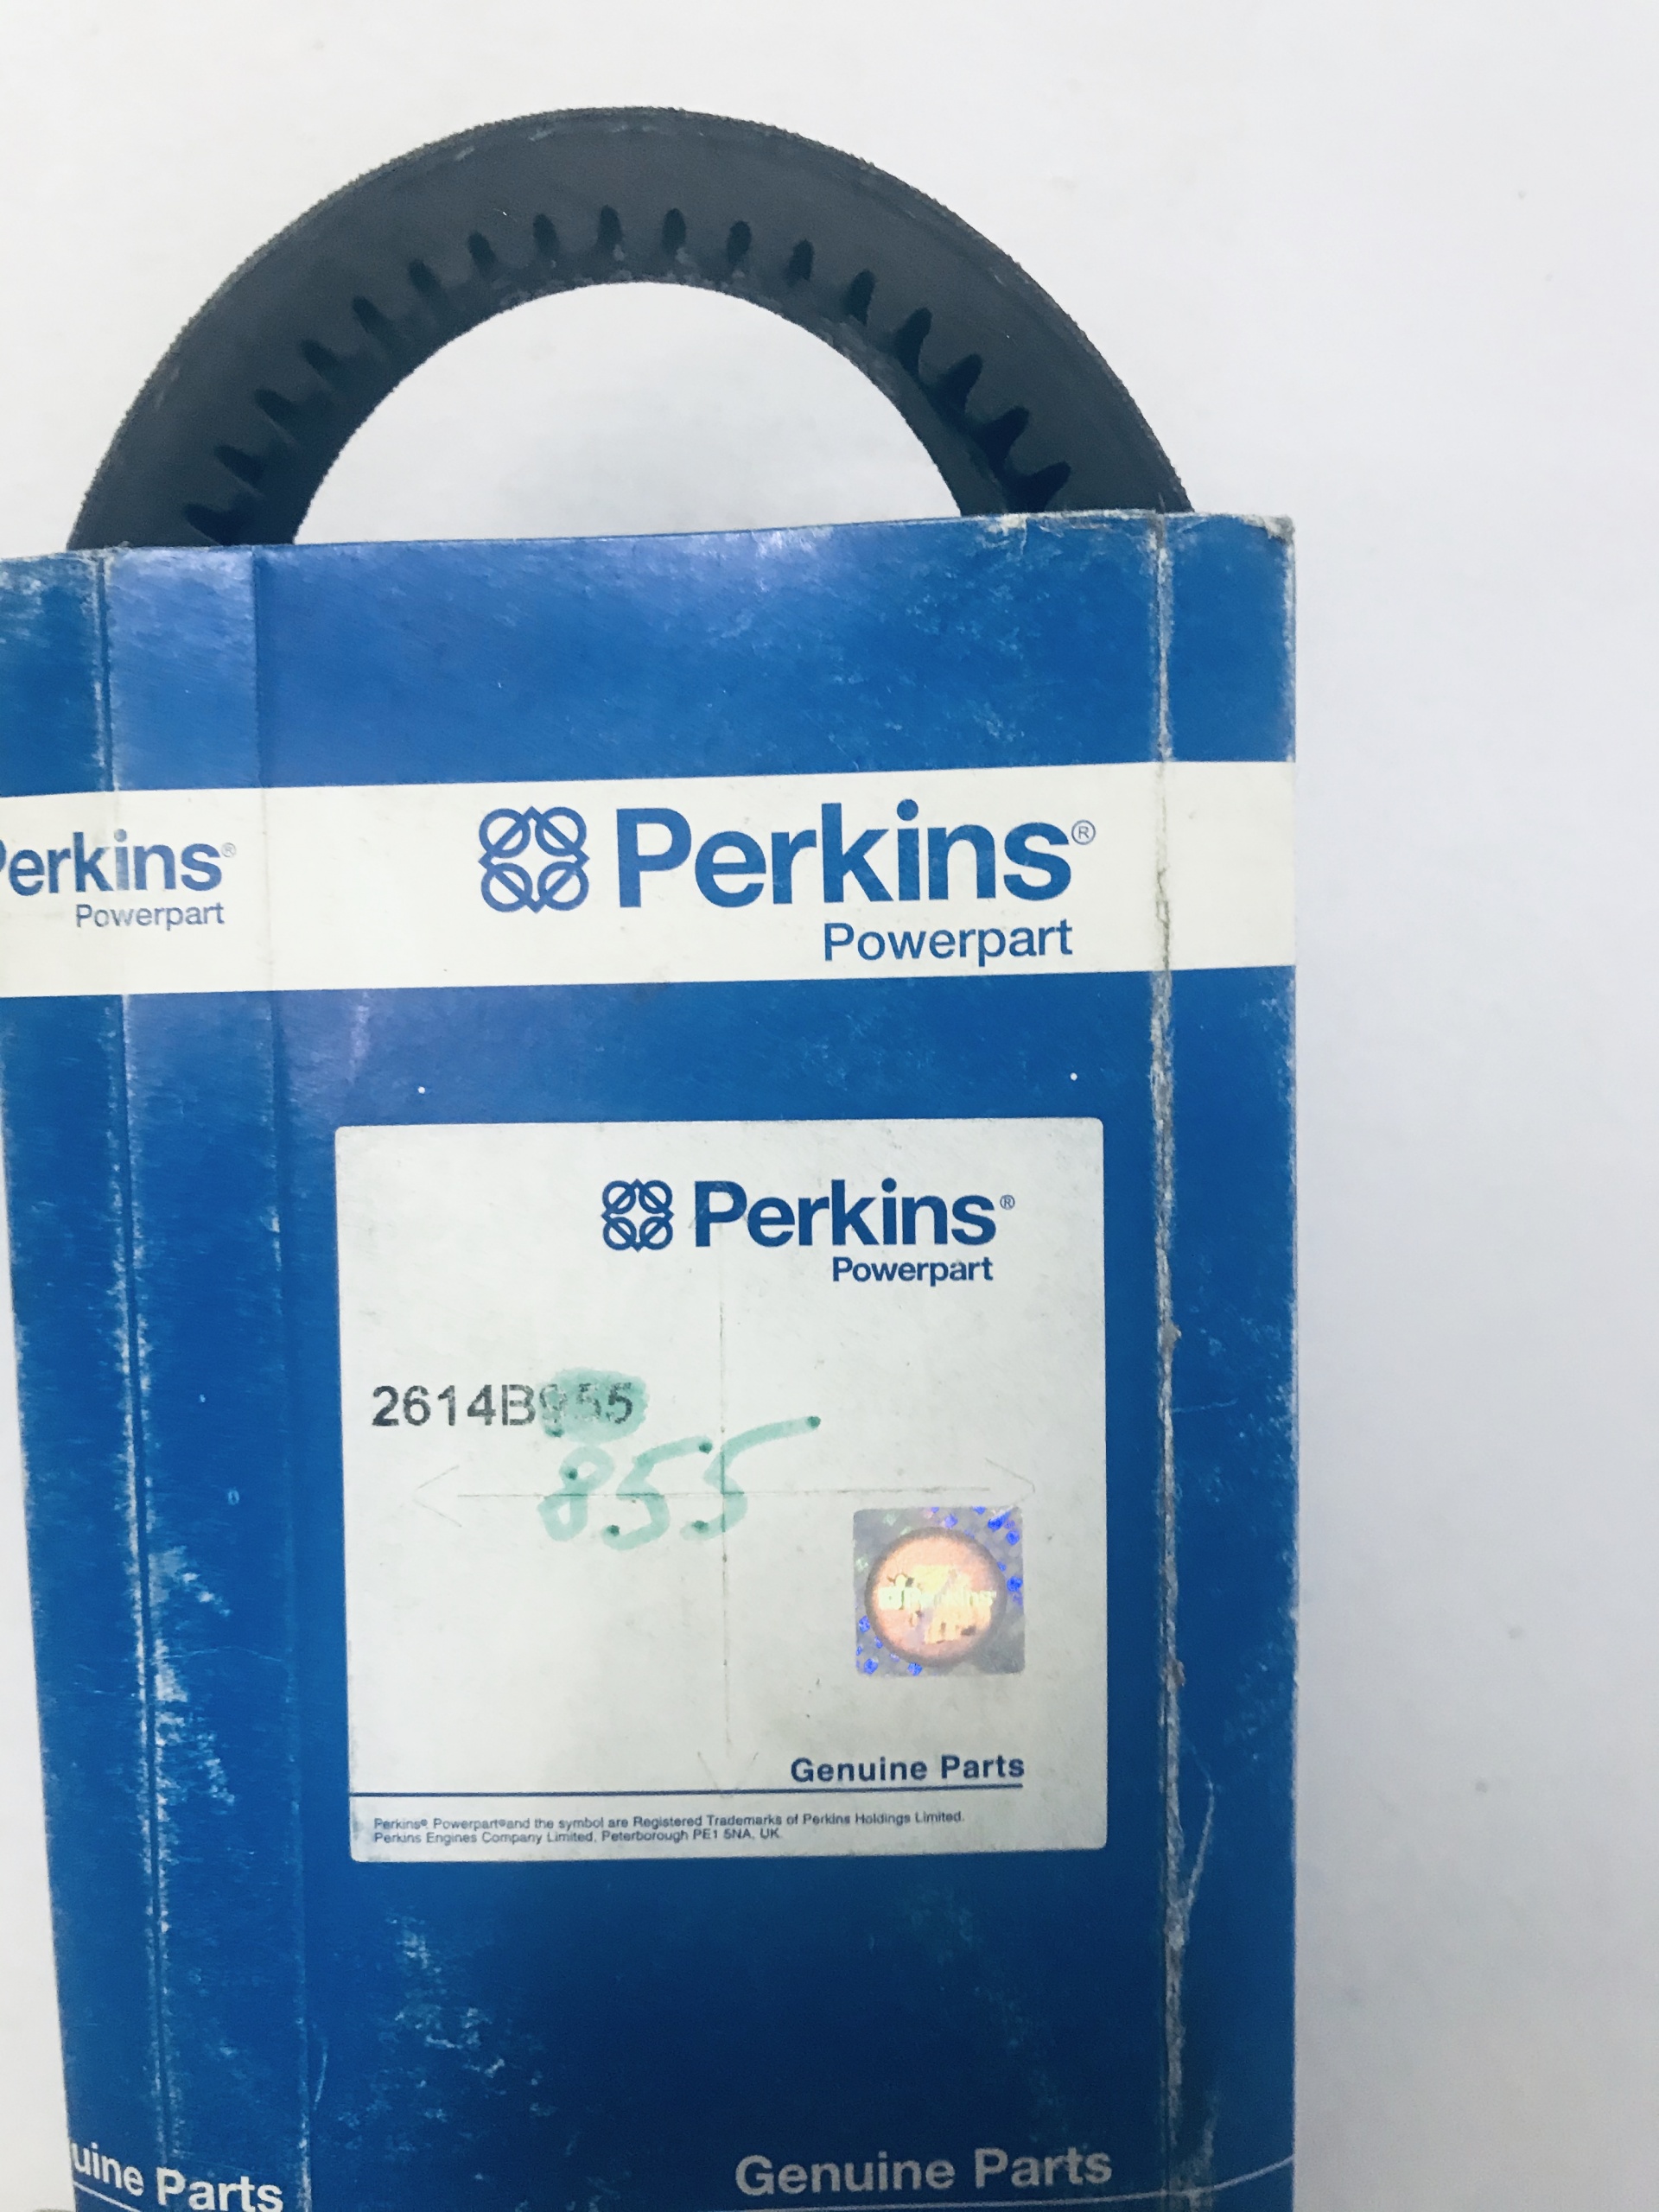 Perkins®
Powerpart
Perkins®
Powerpart
Perkins®
Powerpart
2614B955
855
Genuine Parts
Perkins® Powerpart® and the symbol are Registered Trademarks of Perkins Holdings Limited.
Perkins Engines Company Limited, Peterborough PE1 5NA, UK.
uine Parts
Genuine Parts